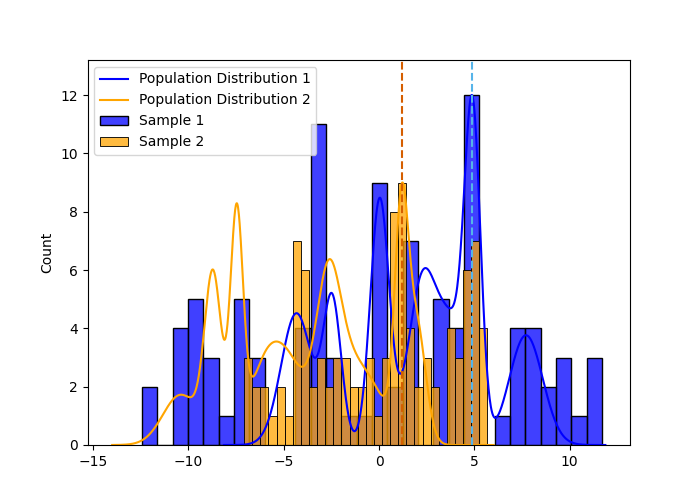 Population Distribution 1
Population Distribution 2
Sample 1
Sample 2
Count
12
10
8
6
4
2
0
−15 −10 −5 0 5 10